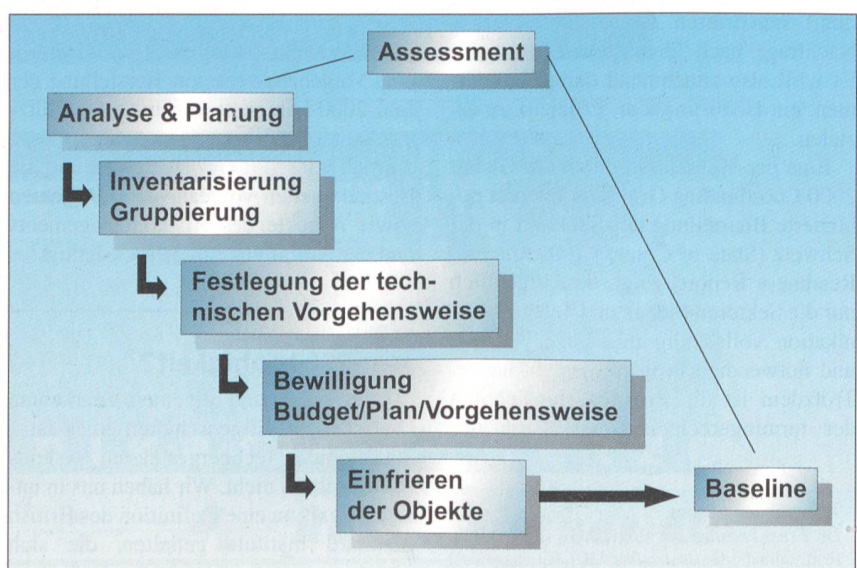 Assessment
Analyse & Planung
Inventarisierung
Gruppierung
Festlegung der tech-
nischen Vorgehensweise
Bewilligung
Budget/Plan/Vorgehensweise
Einfrieren
der Objekte
Baseline